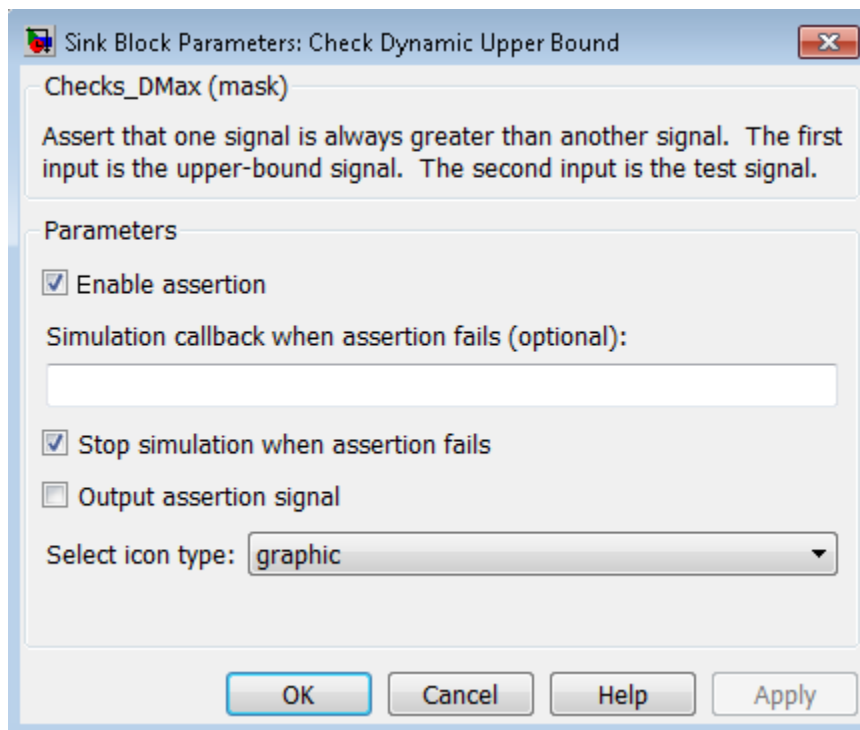 Sink Block Parameters: Check Dynamic Upper Bound
Checks_DMax (mask)
Assert that one signal is always greater than another signal.  The first
input is the upper-bound signal.  The second input is the test signal.
Parameters
Enable assertion
Simulation callback when assertion fails (optional):
Stop simulation when assertion fails
Output assertion signal
Select icon type: graphic
OK Cancel Help Apply